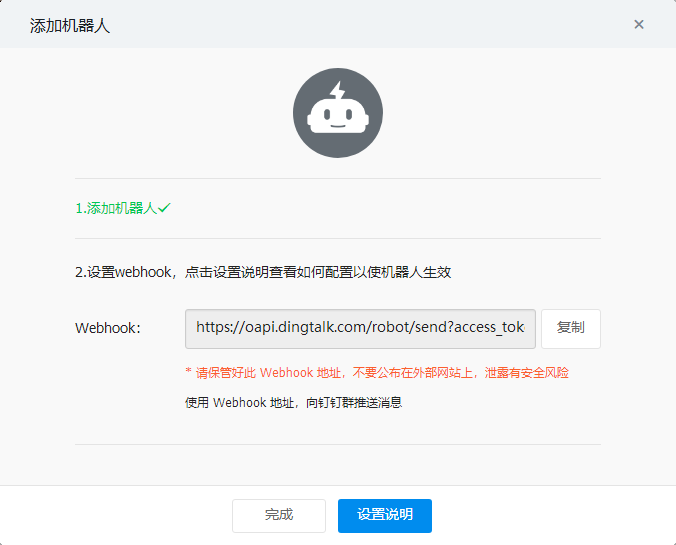 添加机器人
1.添加机器人
2.设置webhook，点击设置说明查看如何配置以使机器人生效
Webhook：
https://oapi.dingtalk.com/robot/send?access_tok
复制
* 请保管好此 Webhook 地址，不要公布在外部网站上，泄露有安全风险
使用 Webhook 地址，向钉钉群推送消息
完成
设置说明